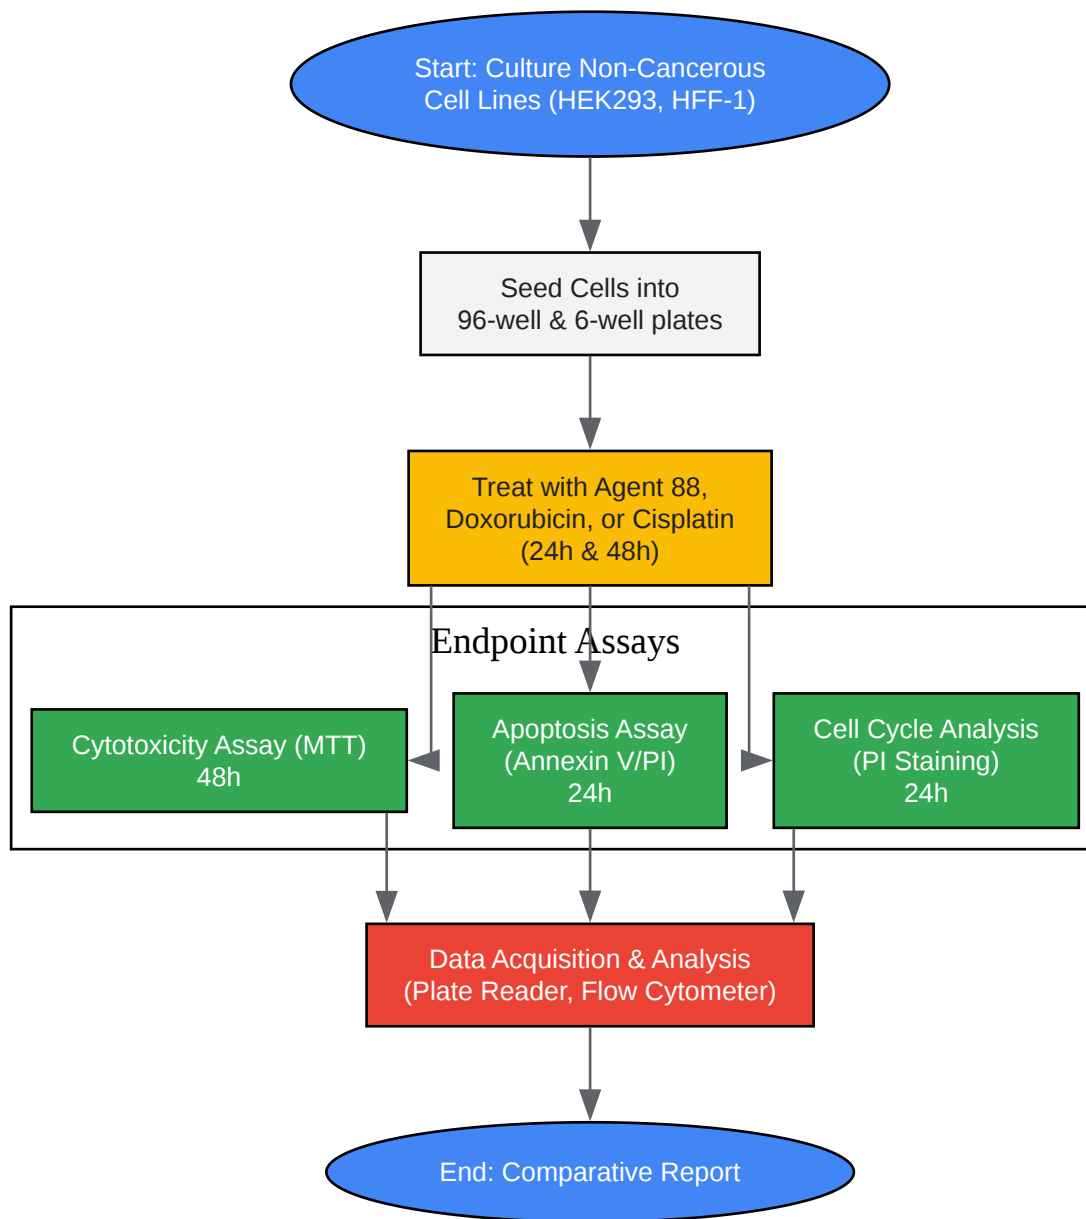 Start: Culture Non-Cancerous
Cell Lines (HEK293, HFF-1)
Seed Cells into
96-well & 6-well plates
Treat with Agent 88,
Doxorubicin, or Cisplatin
(24h & 48h)
Endpoint Assays
Cytotoxicity Assay (MTT)
48h
Apoptosis Assay
(Annexin V/PI)
24h
Cell Cycle Analysis
(PI Staining)
24h
Data Acquisition & Analysis
(Plate Reader, Flow Cytometer)
End: Comparative Report